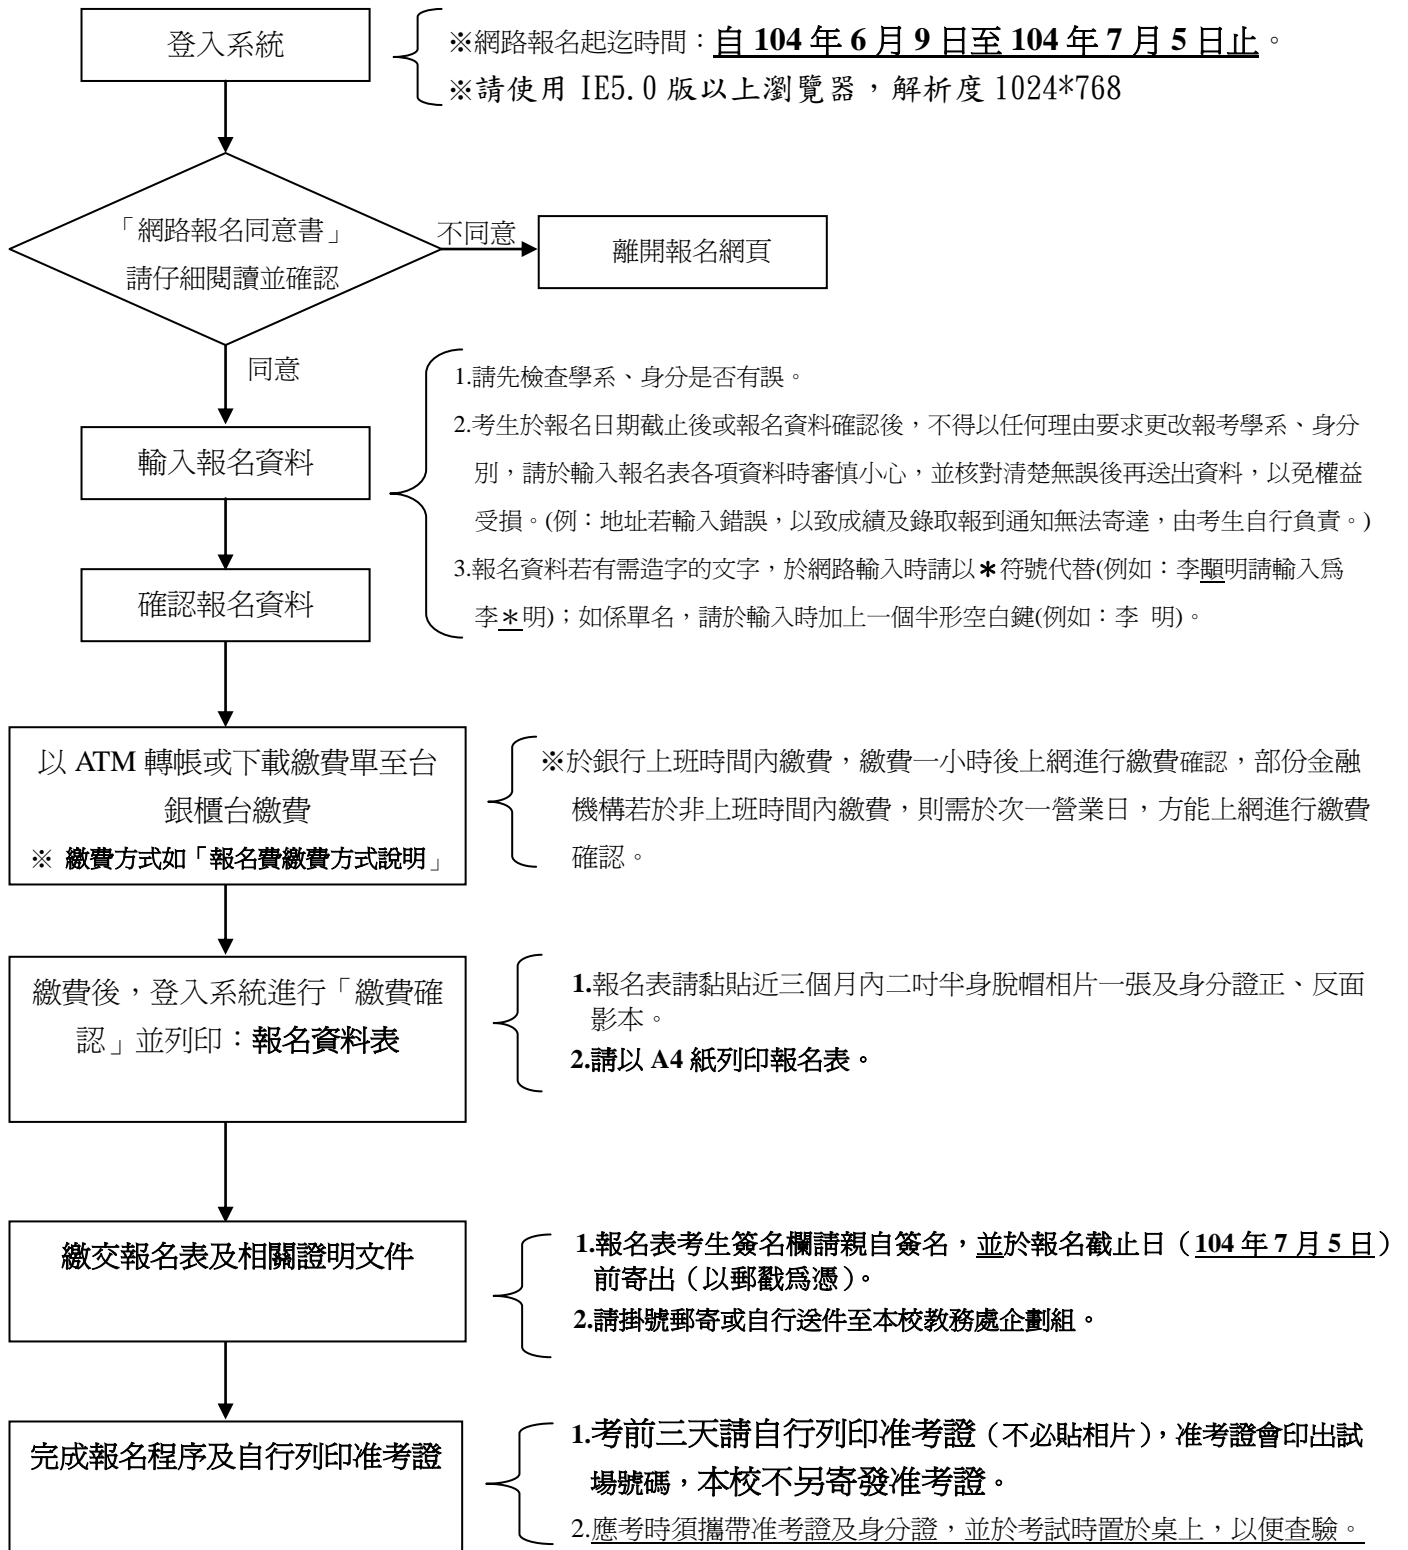 登入系統
※網路報名起迄時間：自 104 年 6 月 9 日至 104 年 7 月 5 日止。
※請使用 IE5.0 版以上瀏覽器，解析度 1024*768
「網路報名同意書」
請仔細閱讀並確認
不同意
離開報名網頁
同意
1.請先檢查學系、身分是否有誤。
2.考生於報名日期截止後或報名資料確認後，不得以任何理由要求更改報考學系、身分
別，請於輸入報名表各項資料時審慎小心，並核對清楚無誤後再送出資料，以免權益
受損。(例：地址若輸入錯誤，以致成績及錄取報到通知無法寄達，由考生自行負責。)
3.報名資料若有需造字的文字，於網路輸入時請以＊符號代替(例如：李顯明請輸入為
李＊明)；如係單名，請於輸入時加上一個半形空白鍵(例如：李 明)。
輸入報名資料
確認報名資料
以 ATM 轉帳或下載繳費單至台
銀櫃台繳費
※ 繳費方式如「報名費繳費方式說明」
※於銀行上班時間內繳費，繳費一小時後上網進行繳費確認，部份金融
機構若於非上班時間內繳費，則需於次一營業日，方能上網進行繳費
確認。
繳費後，登入系統進行「繳費確
認」並列印：報名資料表
1.報名表請黏貼近三個月內二吋半身脫帽相片一張及身分證正、反面
影本。
2.請以 A4 紙列印報名表。
繳交報名表及相關證明文件
1.報名表考生簽名欄請親自簽名，並於報名截止日（104 年 7 月 5 日）
前寄出（以郵戳為憑）。
2.請掛號郵寄或自行送件至本校教務處企劃組。
完成報名程序及自行列印准考證
1.考前三天請自行列印准考證（不必貼相片），准考證會印出試
場號碼，本校不另寄發准考證。
2.應考時須攜帶准考證及身分證，並於考試時置於桌上，以便查驗。